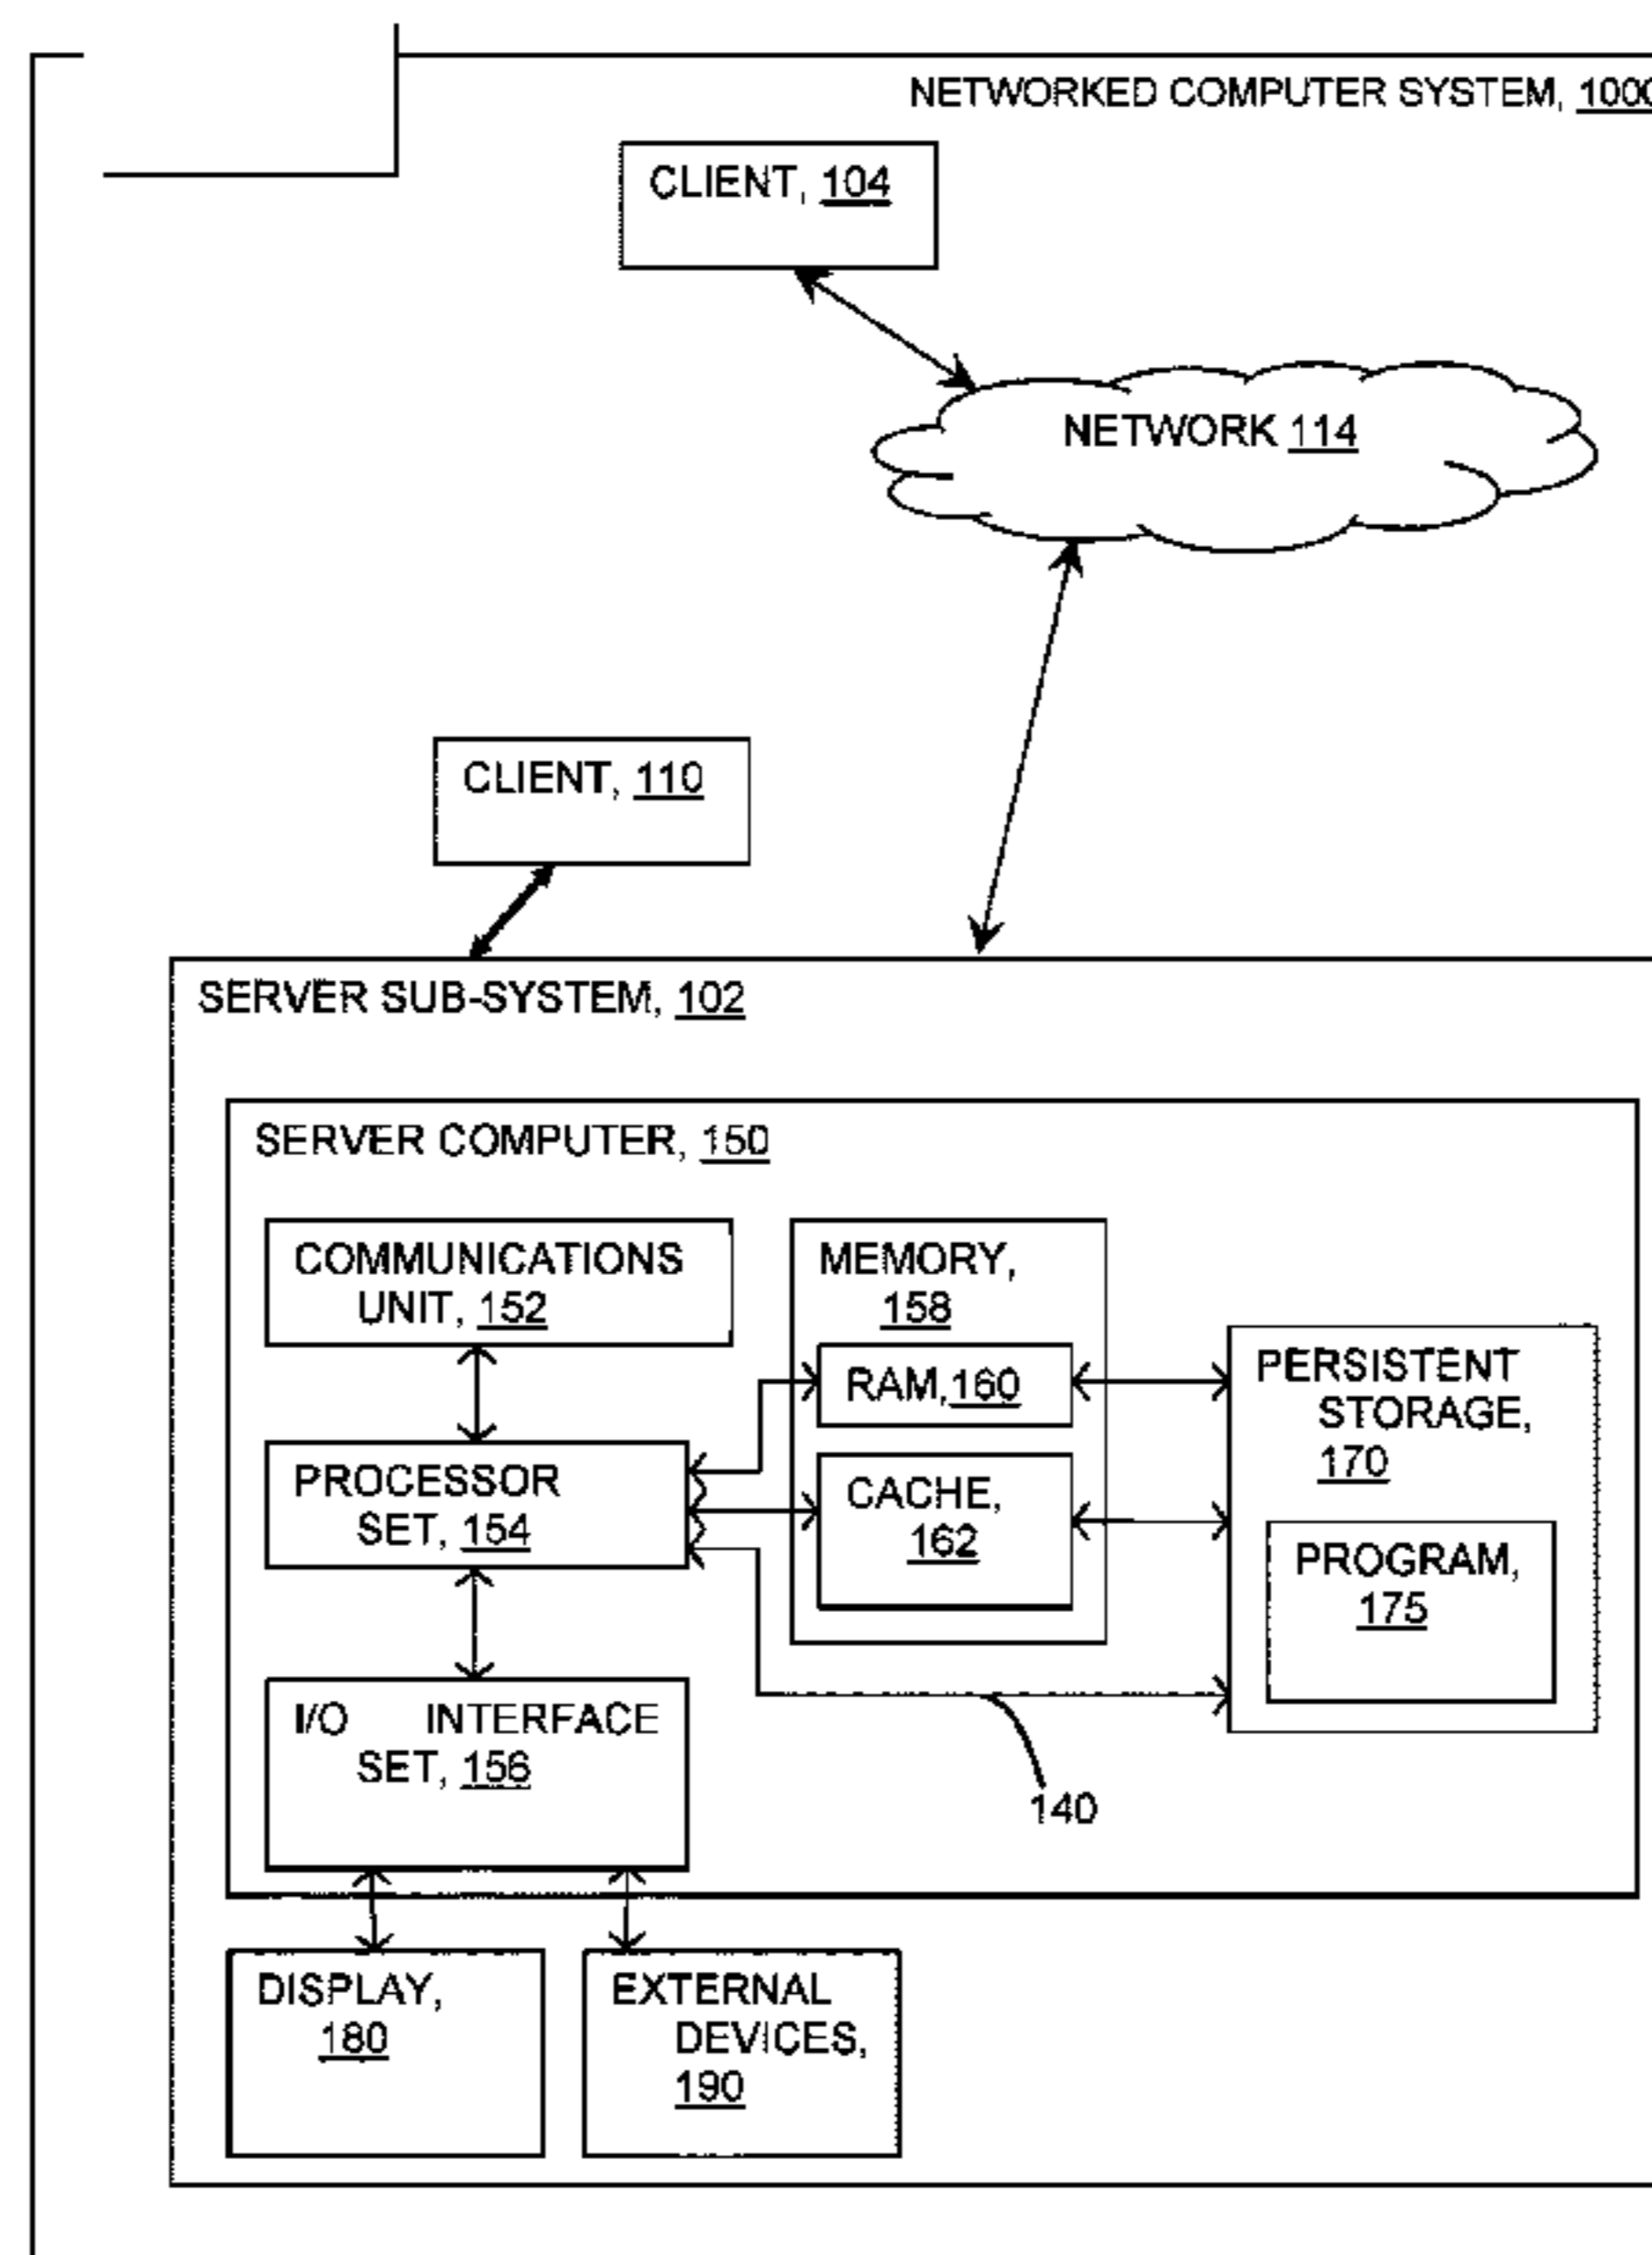 NETWORKED COMPUTER SYSTEM, 1000
CLIENT, 104
NETWORK 114
CLIENT, 110
SERVER SUB-SYSTEM, 102
SERVER COMPUTER, 150
COMMUNICATIONS
UNIT, 152
MEMORY,
158
RAM,160
PERSISTENT
STORAGE,
170
PROCESSOR
SET, 154
CACHE,
162
PROGRAM,
175
I/O INTERFACE
SET, 156
140
DISPLAY,
180
EXTERNAL
DEVICES,
190